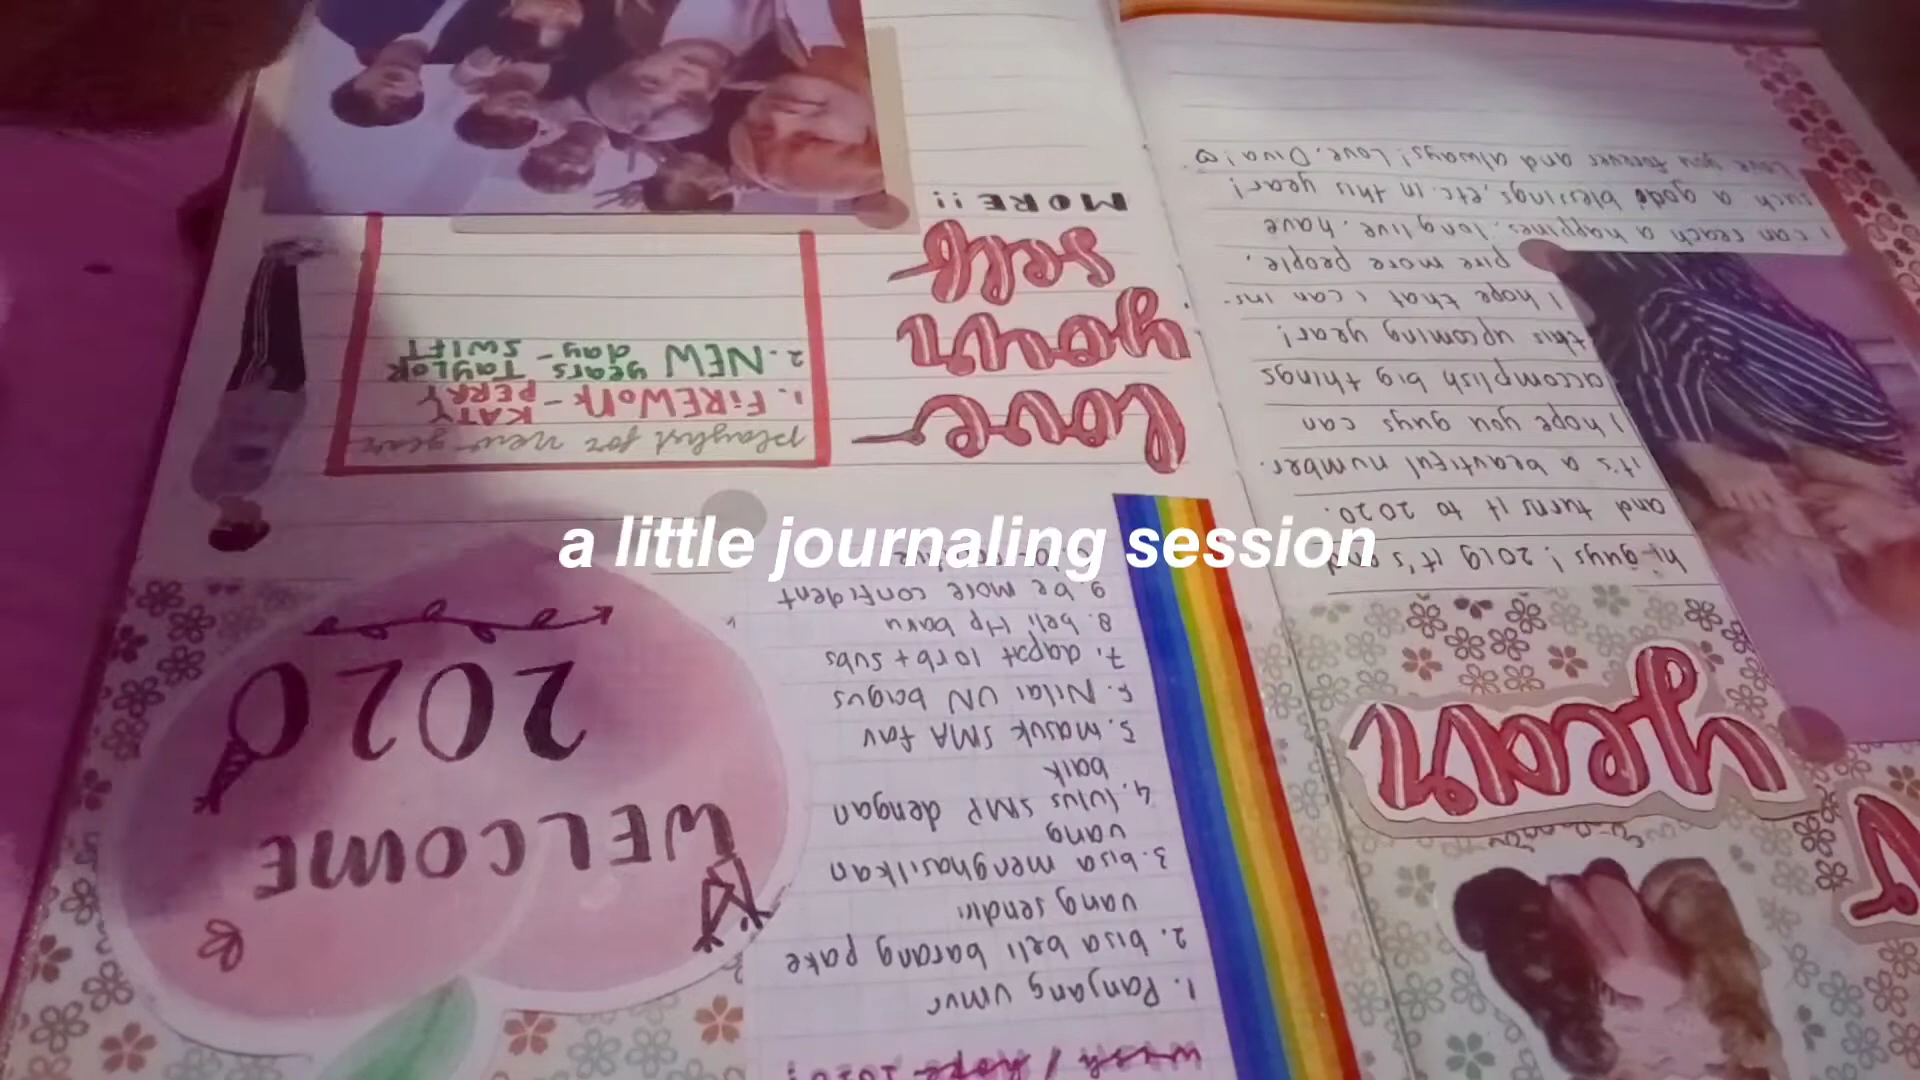 a little journaling session
WELCOME
2020
wish / hope 2020!
1. Panjang umur
2. bisa beli barang pake
uang sendiri
3. bisa menghasilkan
uang
4. lulus SMP dengan
baik
5. masuk SMA fav
6. Nilai UN bagus
7. dapat 10rb+ subs
8. beli Hp baru
9. be more confident
playlist for new year
1. FiREWORK - KATY
PERRY
2. NEW years day - TAYLOR
SWIFT
love
your
self
MORE!!
year
hi guys! 2019 it's end
and turns it to 2020.
it's a beautiful number.
I hope you guys can
accomplish big things
this upcoming year!
I hope that i can ins-
pire more people,
I can reach a happines, long live, have
such a god's blessings, etc. in this year!
Love you forever and always! Love, Diva! ♡